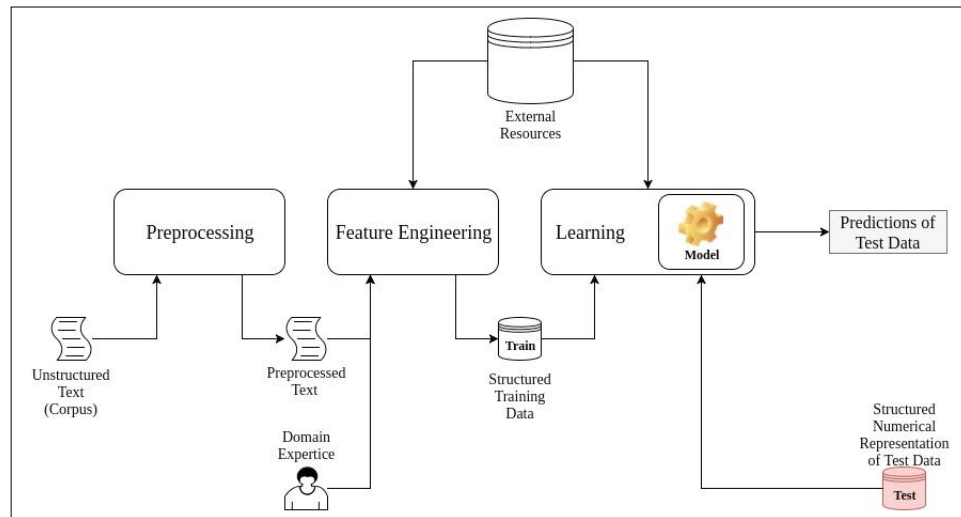 External
Resources
Preprocessing
Feature Engineering
Learning
Model
Predictions of
Test Data
Unstructured
Text
(Corpus)
Preprocessed
Text
Train
Structured
Training
Data
Domain
Expertice
Structured
Numerical
Representation
of Test Data
Test